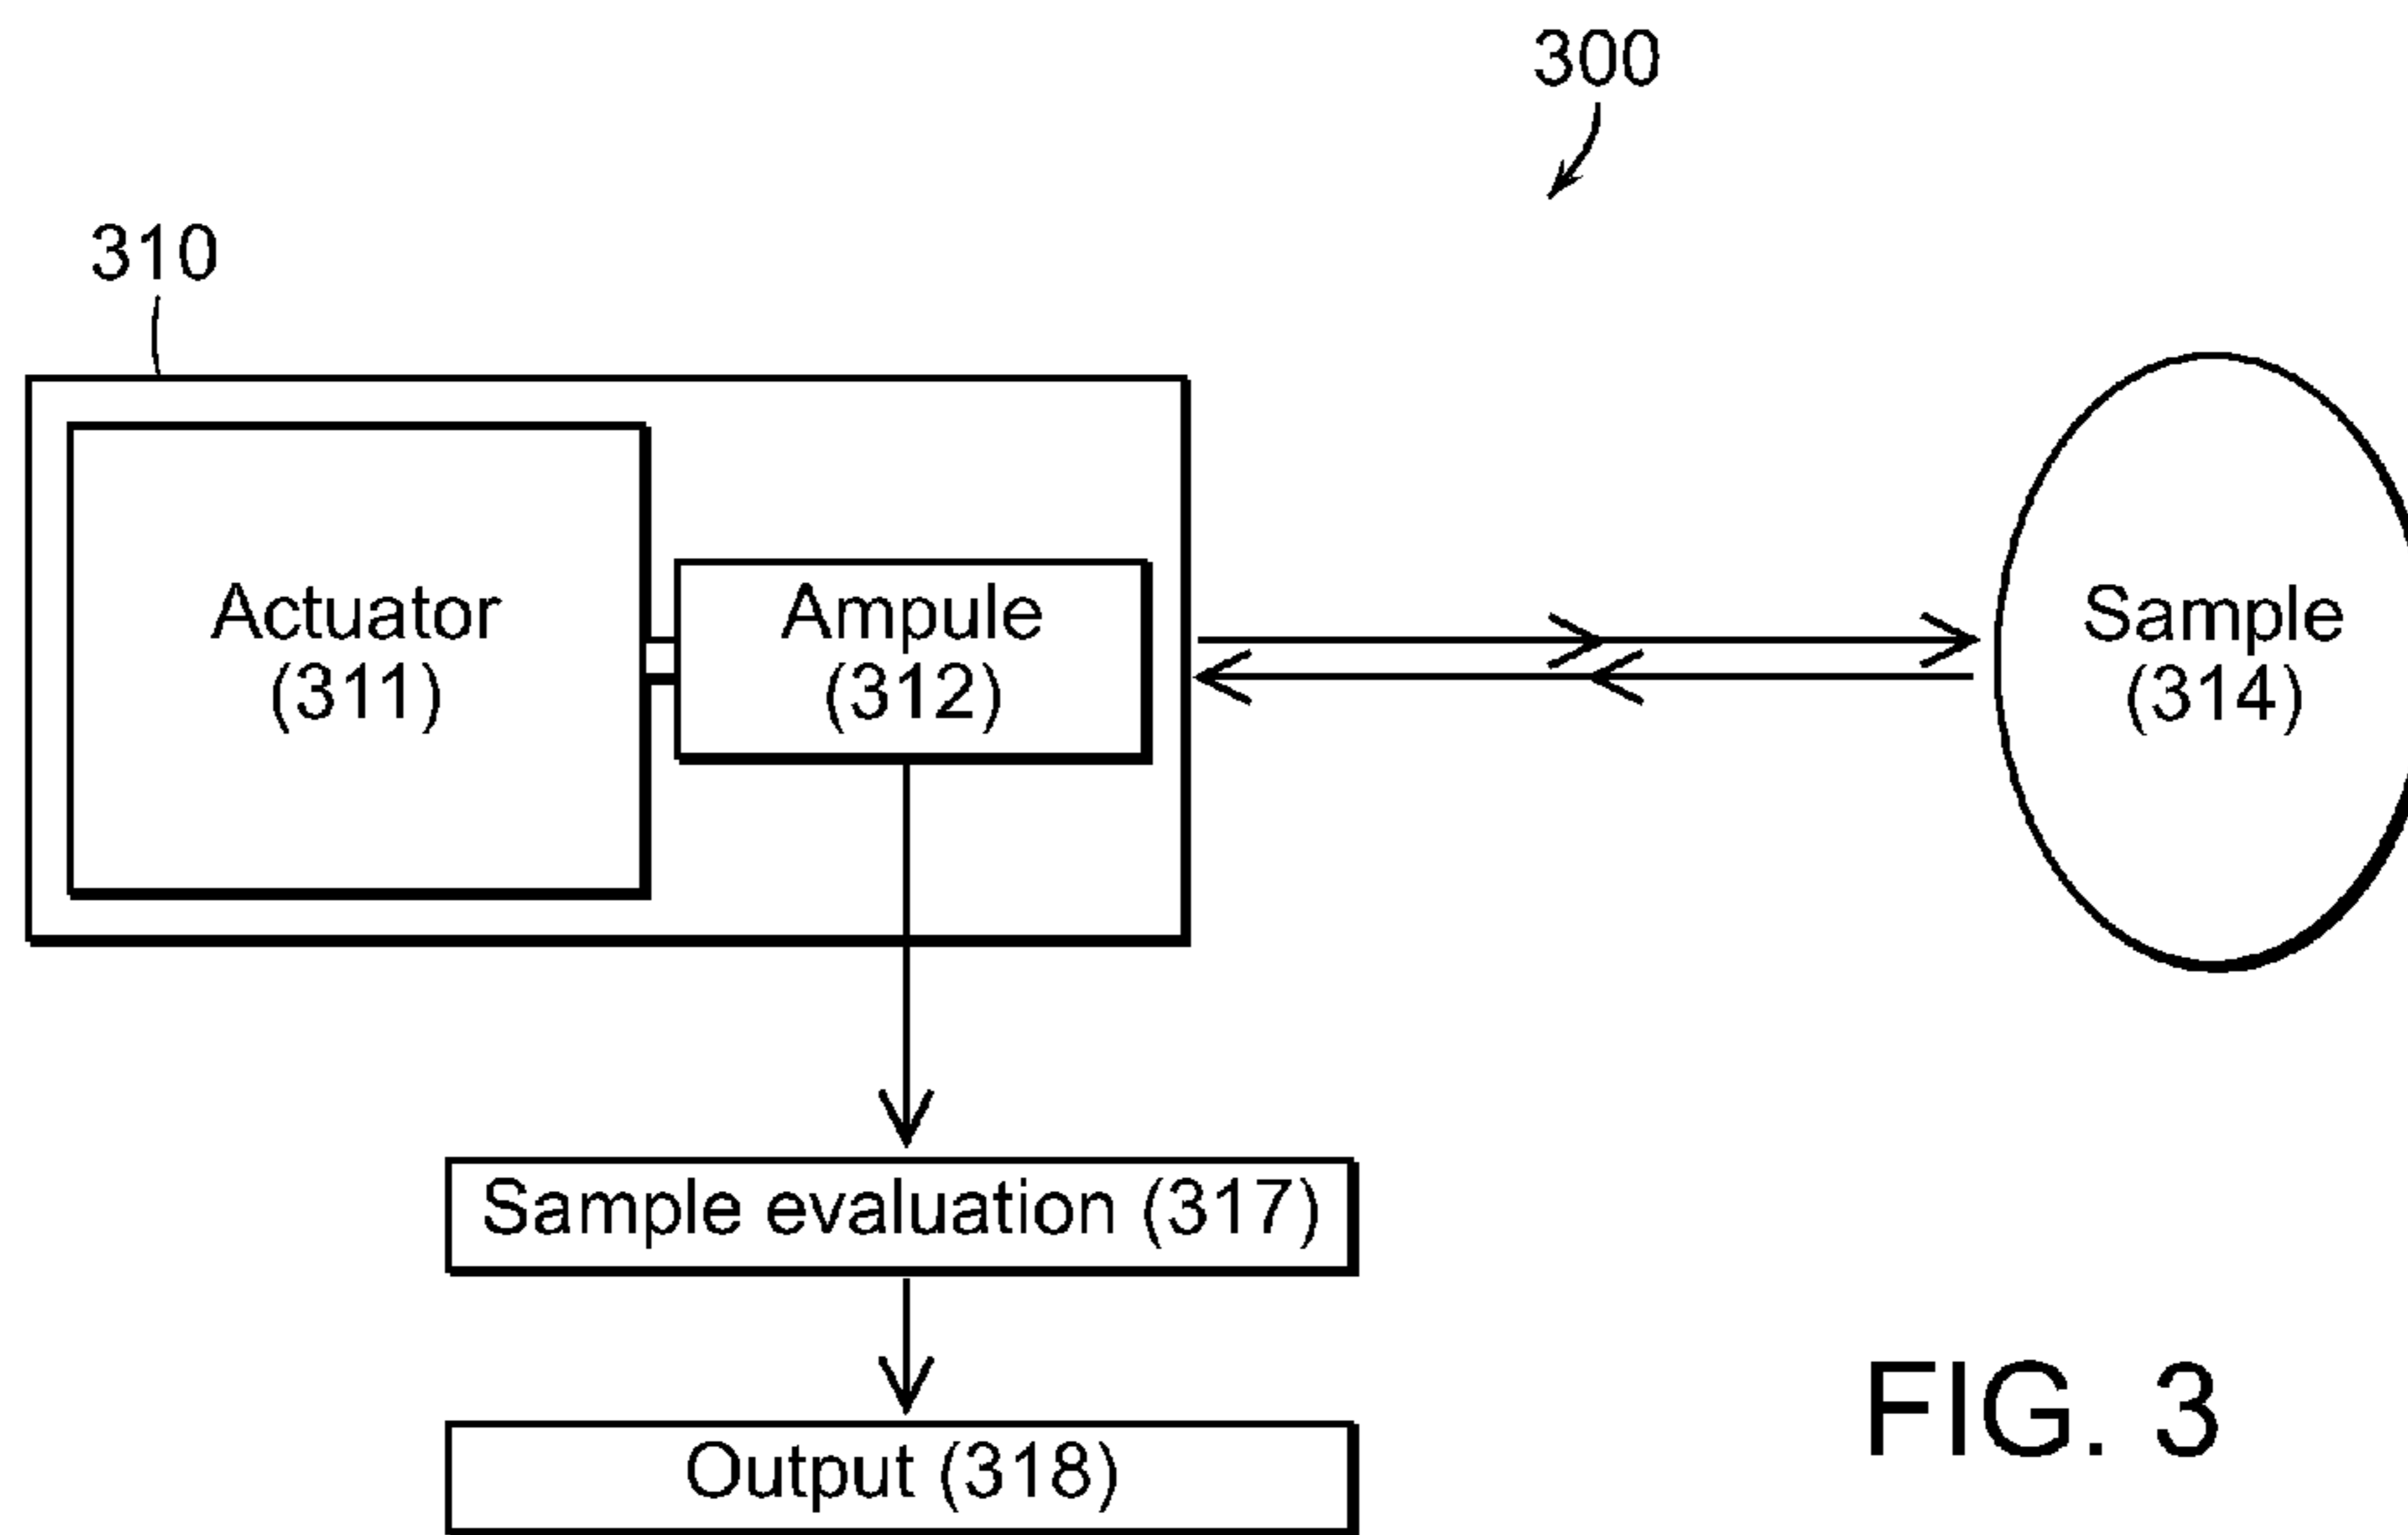 300
310
Actuator
(311)
Ampule
(312)
Sample
(314)
Sample evaluation (317)
Output (318)
FIG. 3